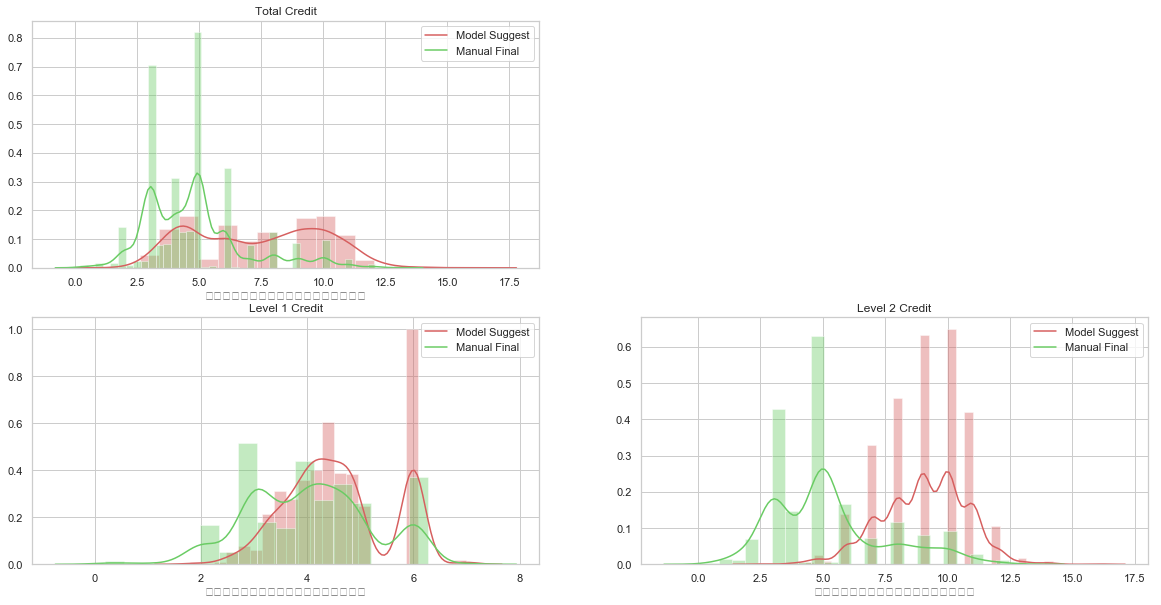 Total Credit
Model Suggest
Manual Final
0.8
0.7
0.6
0.5
0.4
0.3
0.2
0.1
0.0
0.0 2.5 5.0 7.5 10.0 12.5 15.0 17.5
Level 1 Credit
Model Suggest
Manual Final
1.0
0.8
0.6
0.4
0.2
0.0
0 2 4 6 8
Level 2 Credit
Model Suggest
Manual Final
0.6
0.5
0.4
0.3
0.2
0.1
0.0
0.0 2.5 5.0 7.5 10.0 12.5 15.0 17.5